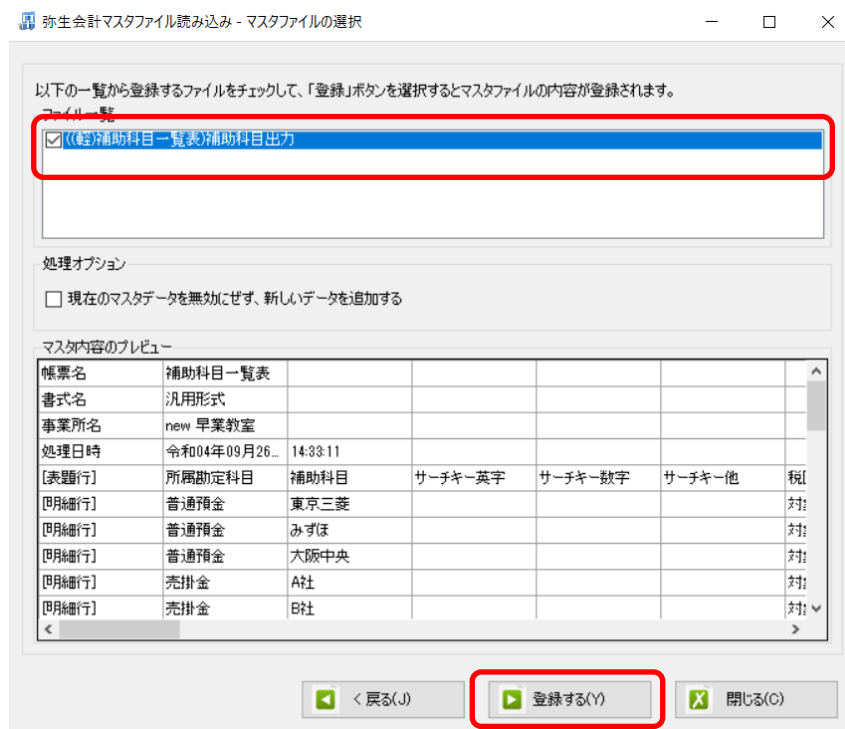 弥生会計マスタファイル読み込み - マスタファイルの選択
以下の一覧から登録するファイルをチェックして、「登録」ボタンを選択するとマスタファイルの内容が登録されます。
ファイル一覧
((軽)補助科目一覧表)補助科目出力
処理オプション
現在のマスタデータを無効にせず、新しいデータを追加する
マスタ内容のプレビュー
帳票名 補助科目一覧表
書式名 汎用形式
事業所名 new 早業教室
処理日時 令和04年09月26... 14:33:11
[表題行] 所属勘定科目 補助科目 サーチキー英字 サーチキー数字 サーチキー他 税
[明細行] 普通預金 東京三菱 対
[明細行] 普通預金 みずほ 対
[明細行] 普通預金 大阪中央 対
[明細行] 売掛金 A社 対
[明細行] 売掛金 B社 対
< 戻る(J) 登録する(Y) 閉じる(C)